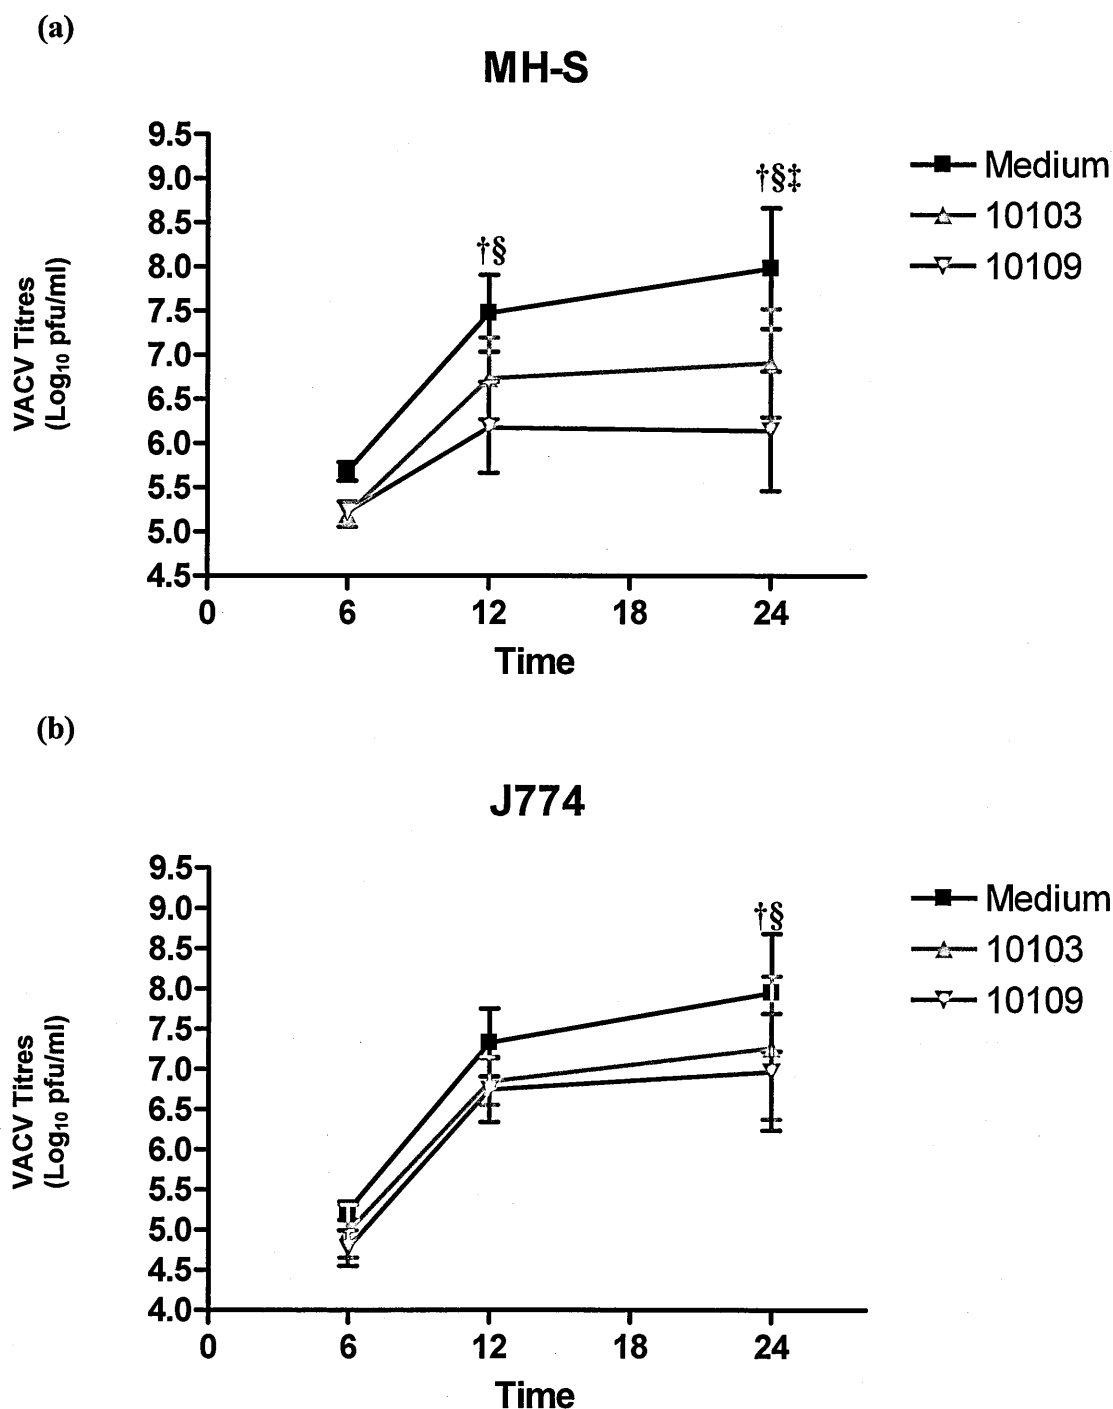 (a)
MH-S
9.5
9.0
8.5
8.0
7.5
7.0
6.5
6.0
5.5
5.0
4.5
VACV Titres
(Log₁₀ pfu/ml)
†§
†§‡
Medium
10103
10109
0 6 12 18 24
Time
(b)
J774
9.5
9.0
8.5
8.0
7.5
7.0
6.5
6.0
5.5
5.0
4.5
4.0
VACV Titres
(Log₁₀ pfu/ml)
†§
Medium
10103
10109
0 6 12 18 24
Time